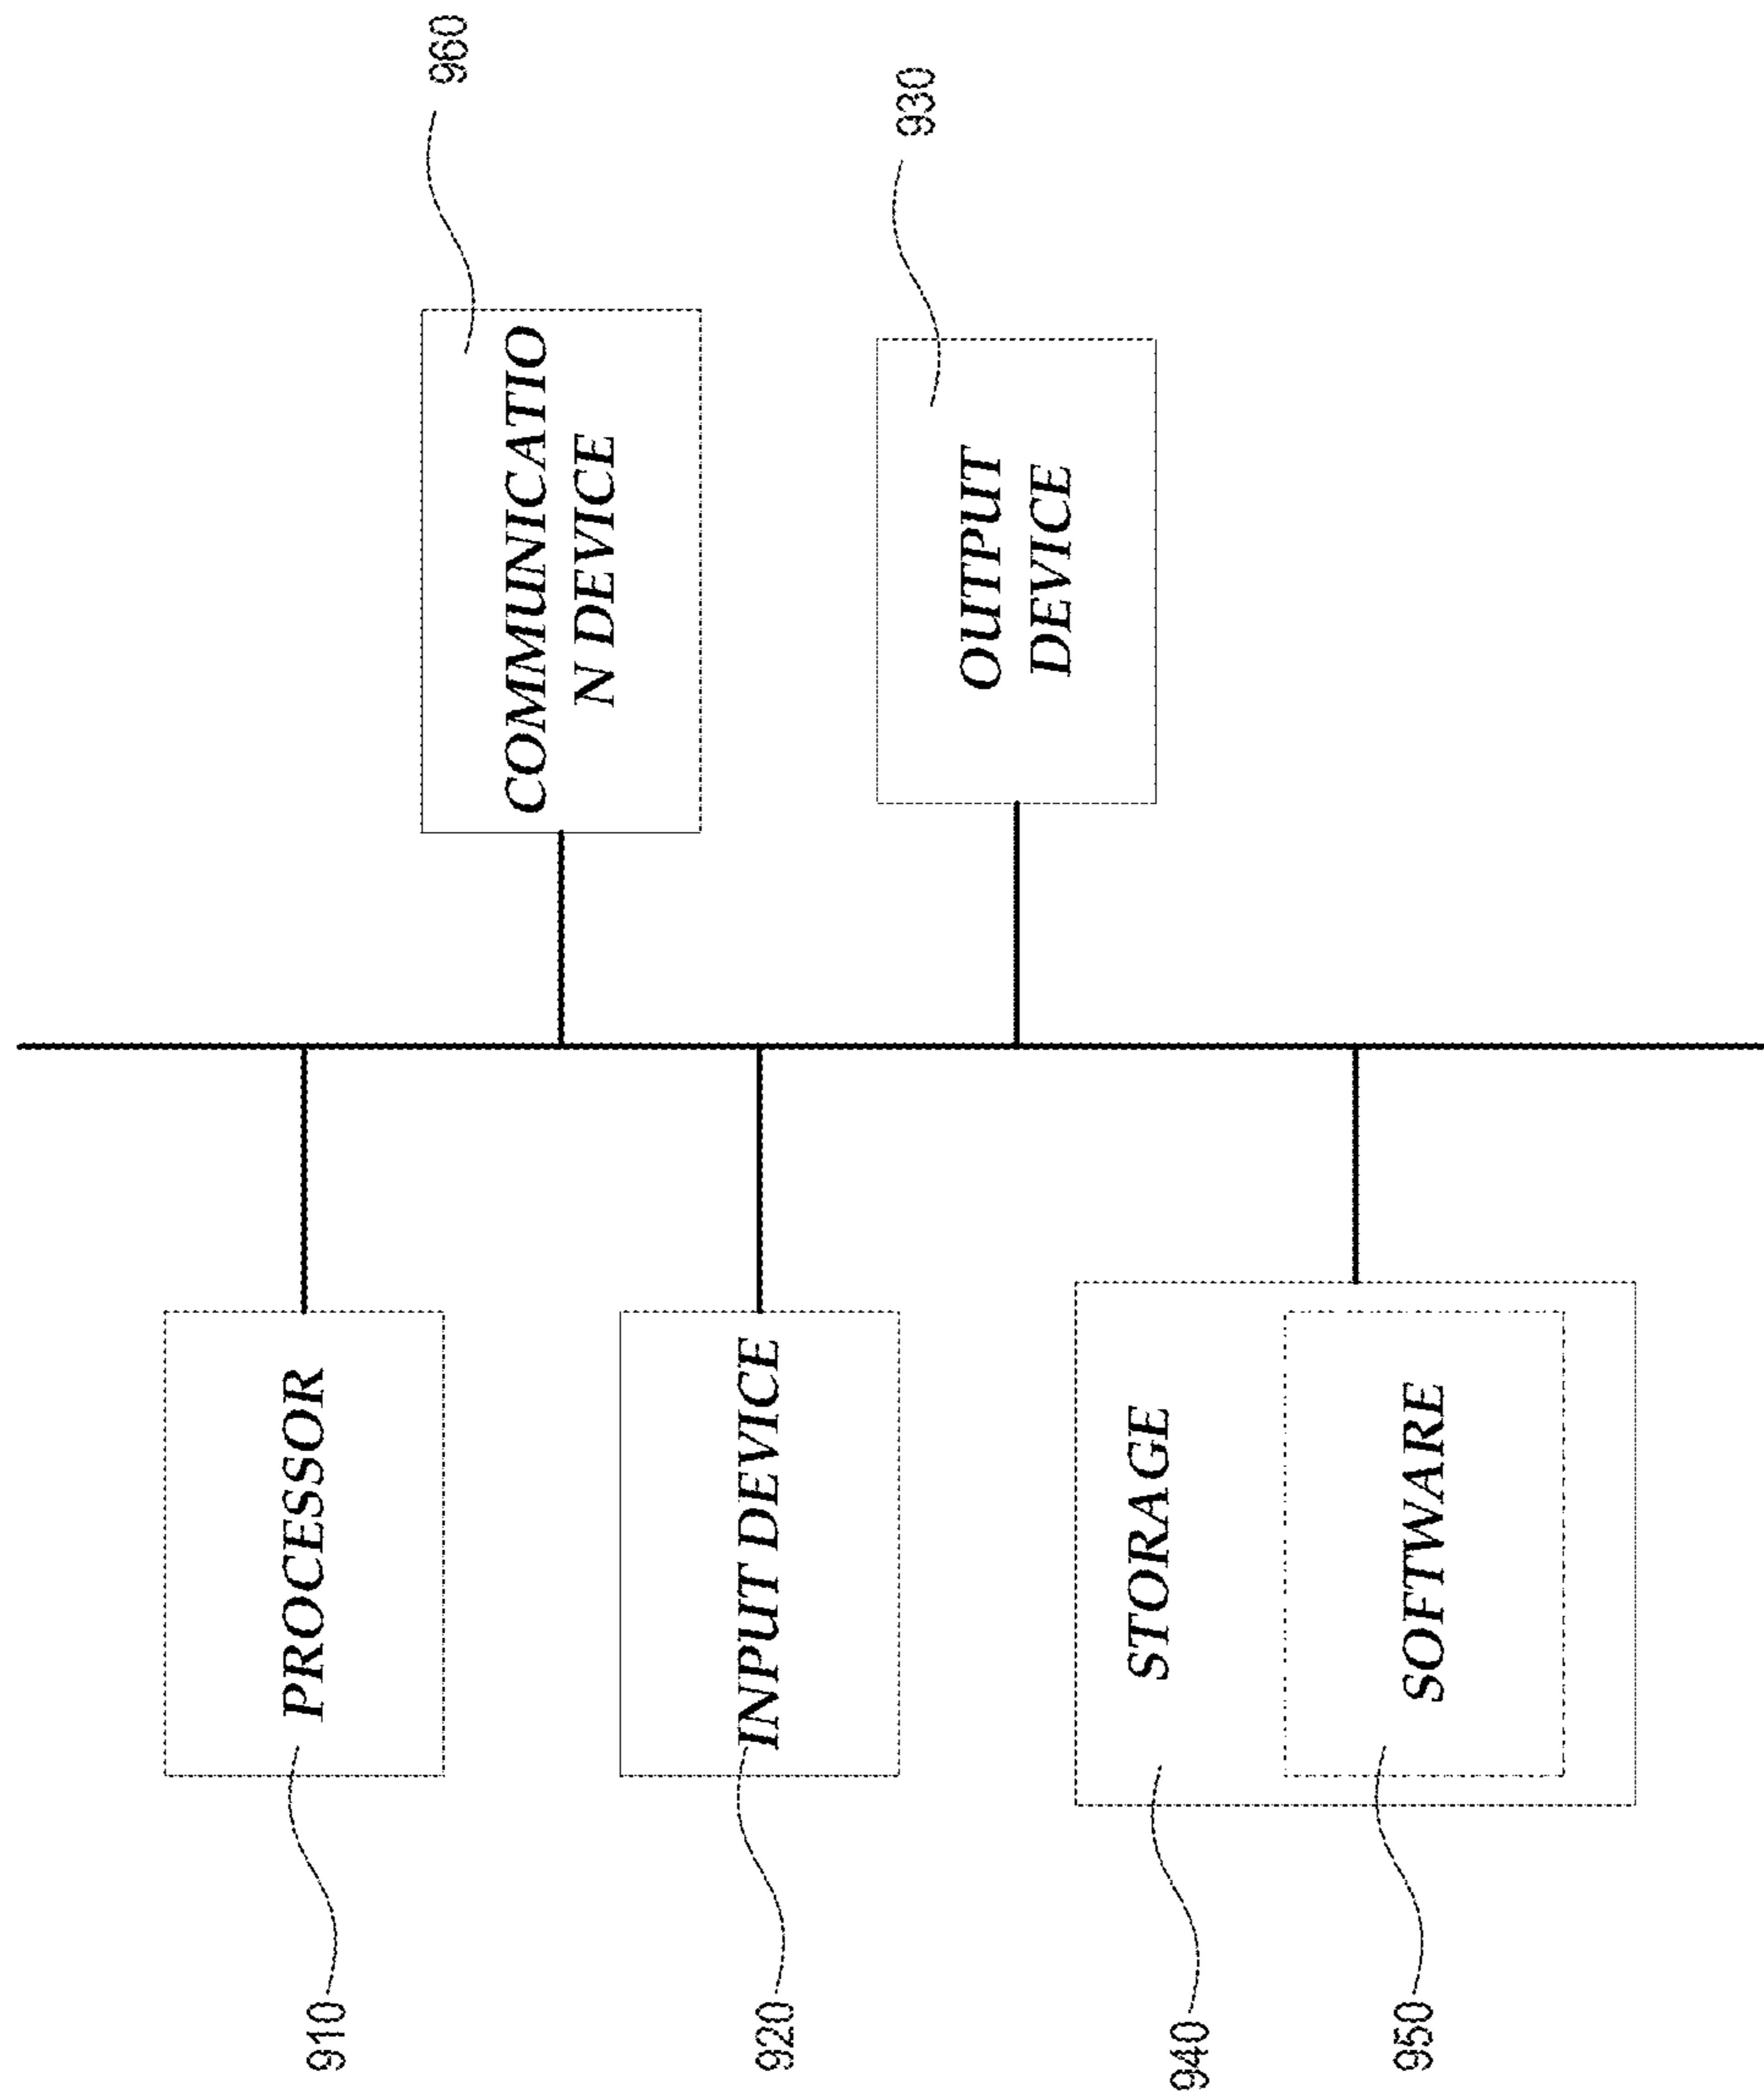 910
PROCESSOR
960
COMMUNICATIO
N DEVICE
920
INPUT DEVICE
930
OUTPUT
DEVICE
940
STORAGE
950
SOFTWARE